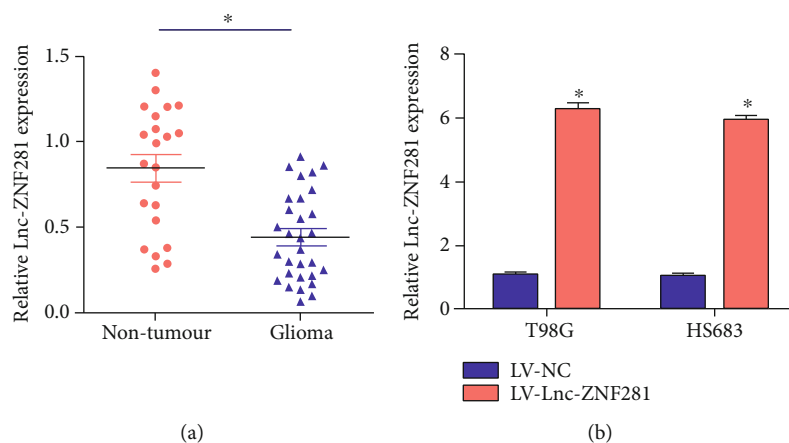 *
Relative Lnc-ZNF281 expression
1.5
1.0
0.5
0.0
Non-tumour
Glioma
(a)
Relative Lnc-ZNF281 expression
8
6
4
2
0
*
*
T98G
HS683
LV-NC
LV-Lnc-ZNF281
(b)